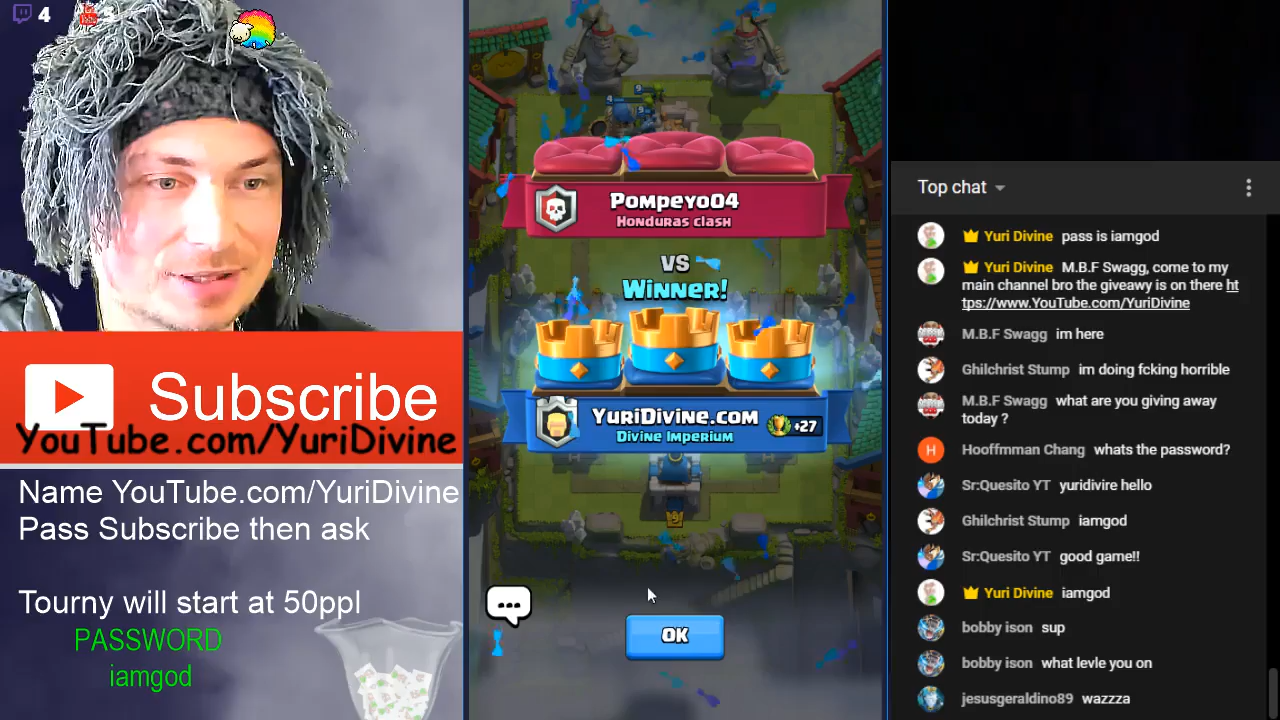 4
Subscribe
YouTube.com/YuriDivine
Name YouTube.com/YuriDivine
Pass Subscribe then ask
Tourny will start at 50ppl
PASSWORD
iamgod
Pompeyo04
Honduras clash
VS
Winner!
YuriDivine.com
Divine Imperium
+27
...
OK
Top chat
Yuri Divine pass is iamgod
Yuri Divine M.B.F Swagg, come to my
main channel bro the giveawy is on there ht
tps://www.YouTube.com/YuriDivine
M.B.F Swagg im here
Ghilchrist Stump im doing fcking horrible
M.B.F Swagg what are you giving away
today ?
H Hooffmman Chang whats the password?
Sr:Quesito YT yuridivire hello
Ghilchrist Stump iamgod
Sr:Quesito YT good game!!
Yuri Divine iamgod
bobby ison sup
bobby ison what levle you on
jesusgeraldino89 wazzza